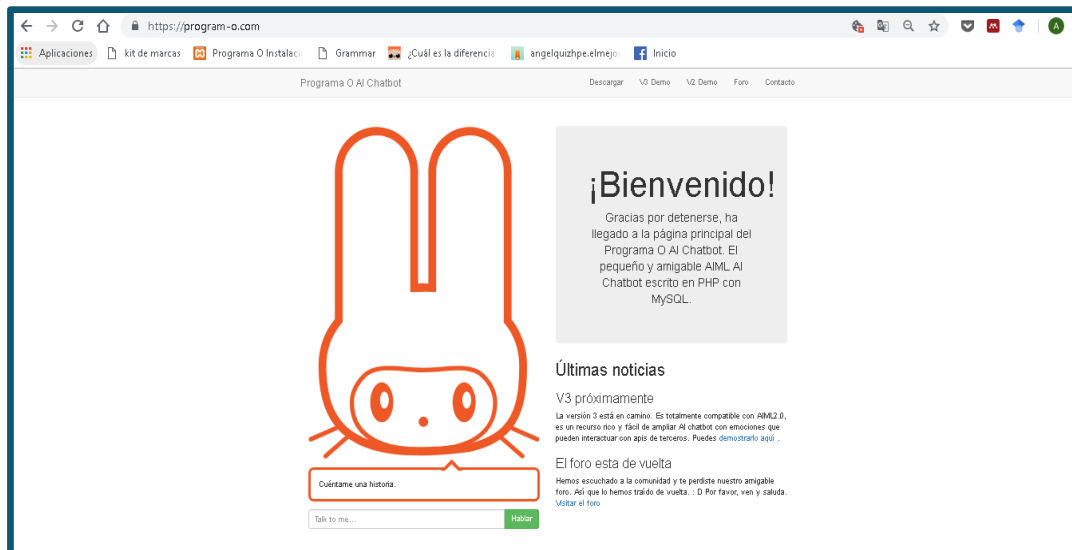 https://program-o.com
A
Aplicaciones kit de marcas Programa O Instalació Grammar ¿Cuál es la diferencia angelquizhpe.elmejo Inicio
Programa O AI Chatbot Descargar V3 Demo V2 Demo Foro Contacto
¡Bienvenido!
Gracias por detenerse, ha
llegado a la página principal del
Programa O AI Chatbot. El
pequeño y amigable AIML AI
Chatbot escrito en PHP con
MySQL.
Últimas noticias
V3 próximamente
La versión 3 está en camino. Es totalmente compatible con AIML2.0,
es un recurso rico y fácil de ampliar AI chatbot con emociones que
pueden interactuar con apis de terceros. Puedes demostrarlo aquí .
El foro esta de vuelta
Hemos escuchado a la comunidad y te perdiste nuestro amigable
foro. Así que lo hemos traído de vuelta. : D Por favor, ven y saluda.
Visitar el foro
Cuéntame una historia.
Talk to me... Hablar